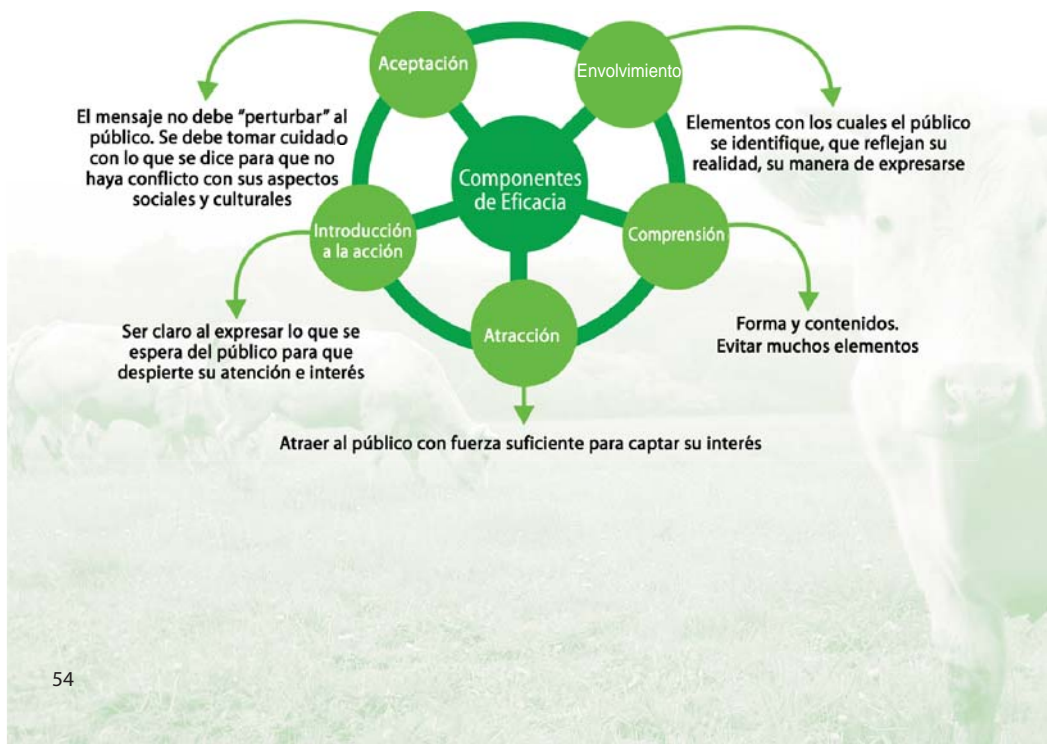 Aceptación
Envolvimiento
El mensaje no debe "perturbar" al
público. Se debe tomar cuidado
con lo que se dice para que no
haya conflicto con sus aspectos
sociales y culturales
Elementos con los cuales el público
se identifique, que reflejan su
realidad, su manera de expresarse
Componentes
de Eficacia
Introducción
a la acción
Comprensión
Ser claro al expresar lo que se
espera del público para que
despierte su atención e interés
Atracción
Forma y contenidos.
Evitar muchos elementos
Atraer al público con fuerza suficiente para captar su interés
54